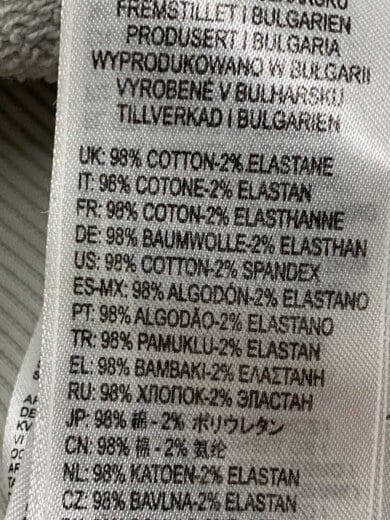 FREMSTILLET I BULGARIEN
PRODUSERT I BULGARIA
WYPRODUKOWANO W BUŁGARII
VYROBENÉ V BULHARSKU
TILLVERKAD I BULGARIEN
UK: 98% COTTON-2% ELASTANE
IT: 98% COTONE-2% ELASTAN
FR: 98% COTON-2% ELASTHANNE
DE: 98% BAUMWOLLE-2% ELASTHAN
US: 98% COTTON-2% SPANDEX
ES-MX: 98% ALGODÓN-2% ELASTANO
PT: 98% ALGODÃO-2% ELASTANO
TR: 98% PAMUKLU-2% ELASTAN
EL: 98% ΒΑΜΒΑΚΙ-2% ΕΛΑΣΤΑΝΗ
RU: 98% ХЛОПОК-2% ЭЛАСТАН
JP: 98% 棉 - 2% ポリウレタン
CN: 98% 棉 - 2% 氨纶
NL: 98% KATOEN-2% ELASTAN
CZ: 98% BAVLNA-2% ELASTAN